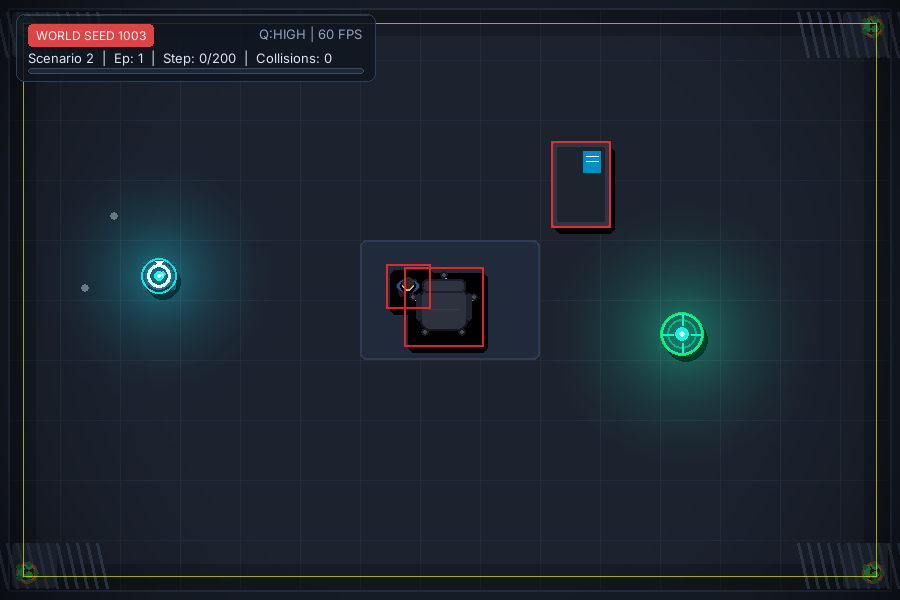 WORLD SEED 1003
Q:HIGH | 60 FPS
Scenario 2 | Ep: 1 | Step: 0/200 | Collisions: 0